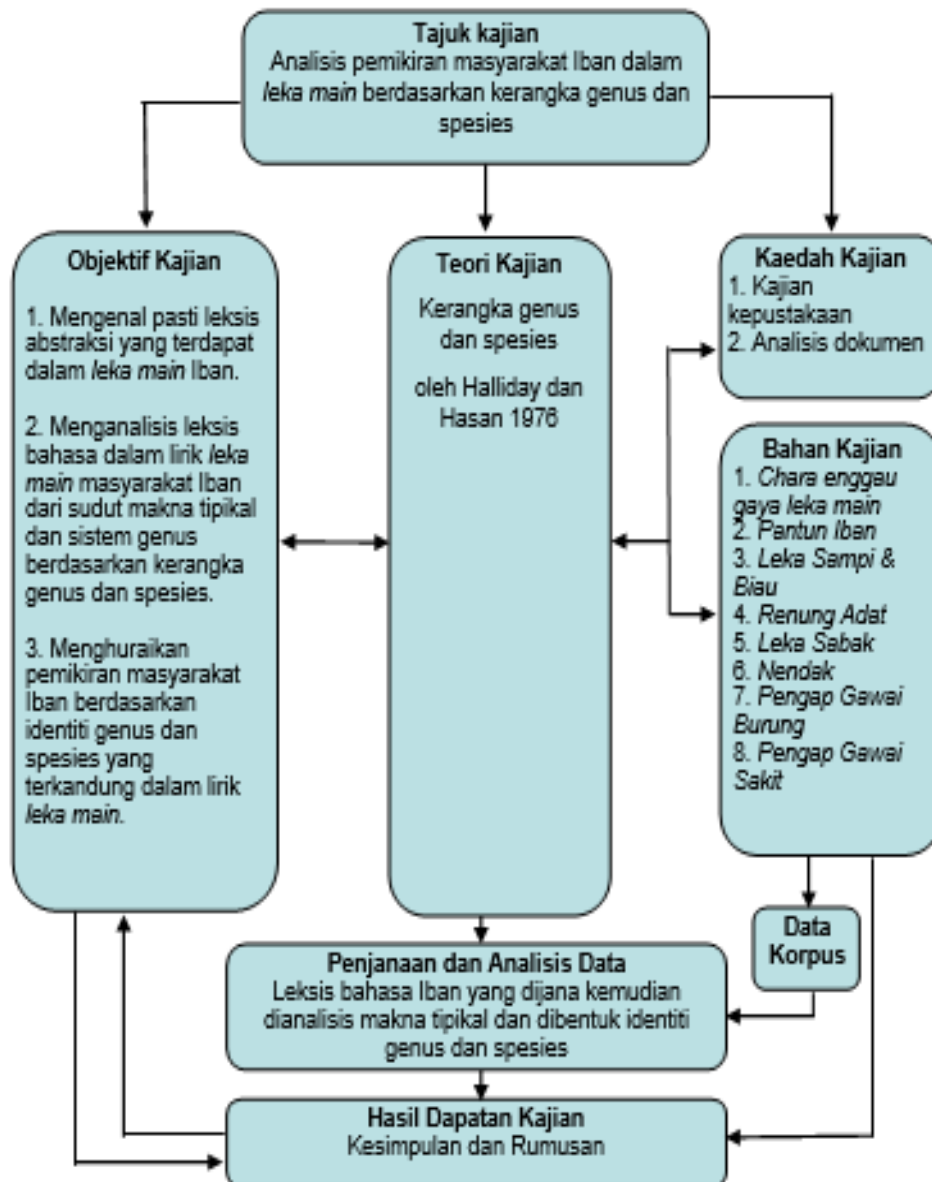 Tajuk kajian
Analisis pemikiran masyarakat Iban dalam
leka main berdasarkan kerangka genus dan
spesies
Objektif Kajian
1. Mengenal pasti leksis
abstraksi yang terdapat
dalam leka main Iban.
2. Menganalisis leksis
bahasa dalam lirik leka
main masyarakat Iban
dari sudut makna tipikal
dan sistem genus
berdasarkan kerangka
genus dan spesies.
3. Menghuraikan
pemikiran masyarakat
Iban berdasarkan
identiti genus dan
spesies yang
terkandung dalam lirik
leka main.
Teori Kajian
Kerangka genus
dan spesies
oleh Halliday dan
Hasan 1976
Kaedah Kajian
1. Kajian
kepustakaan
2. Analisis dokumen
Bahan Kajian
1. Chara enggau
gaya leka main
2. Pantun Iban
3. Leka Sampi &
Biau
4. Renung Adat
5. Leka Sabak
6. Nendak
7. Pengap Gawai
Burung
8. Pengap Gawai
Sakit
Data
Korpus
Penjanaan dan Analisis Data
Leksis bahasa Iban yang dijana kemudian
dianalisis makna tipikal dan dibentuk identiti
genus dan spesies
Hasil Dapatan Kajian
Kesimpulan dan Rumusan